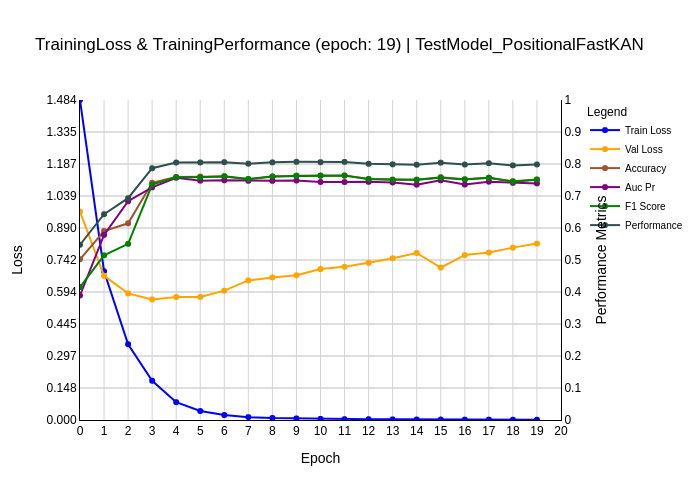 TrainingLoss & TrainingPerformance (epoch: 19) | TestModel_PositionalFastKAN
1.484
1.335
1.187
1.039
0.890
0.742
0.594
0.445
0.297
0.148
0.000
Loss
0 1 2 3 4 5 6 7 8 9 10 11 12 13 14 15 16 17 18 19 20
Epoch
1
0.9
0.8
0.7
0.6
0.5
0.4
0.3
0.2
0.1
0
Performance Metrics
Legend
Train Loss
Val Loss
Accuracy
Auc Pr
F1 Score
Performance